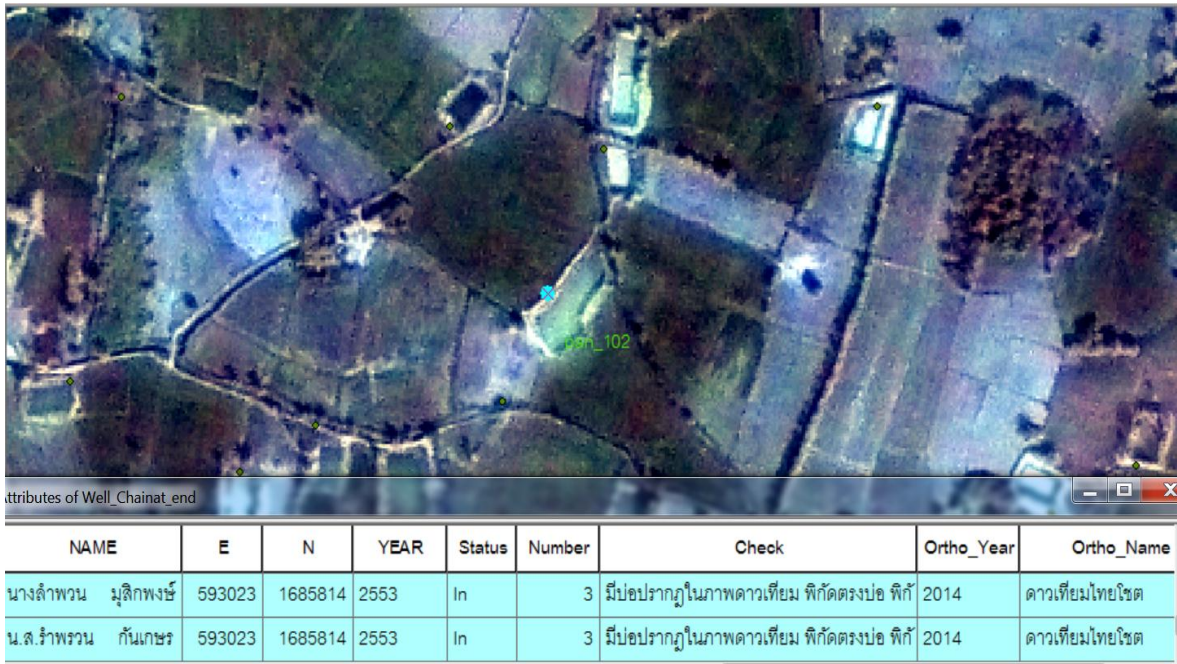 _102
Attributes of Well_Chainat_end
NAME E N YEAR Status Number Check Ortho_Year Ortho_Name
นางลำพวน มุสิกพงษ์ 593023 1685814 2553 In 3 มีบ่อปรากฏในภาพดาวเทียม พิกัดตรงบ่อ พิกั 2014 ดาวเทียมไทยโชต
น.ส.รำพรวน กันเกษร 593023 1685814 2553 In 3 มีบ่อปรากฏในภาพดาวเทียม พิกัดตรงบ่อ พิกั 2014 ดาวเทียมไทยโชต